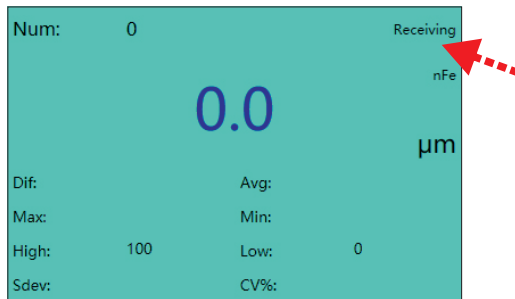 Num: 0 Receiving
nFe
0.0
μm
Dif: Avg:
Max: Min:
High: 100 Low: 0
Sdev: CV%: